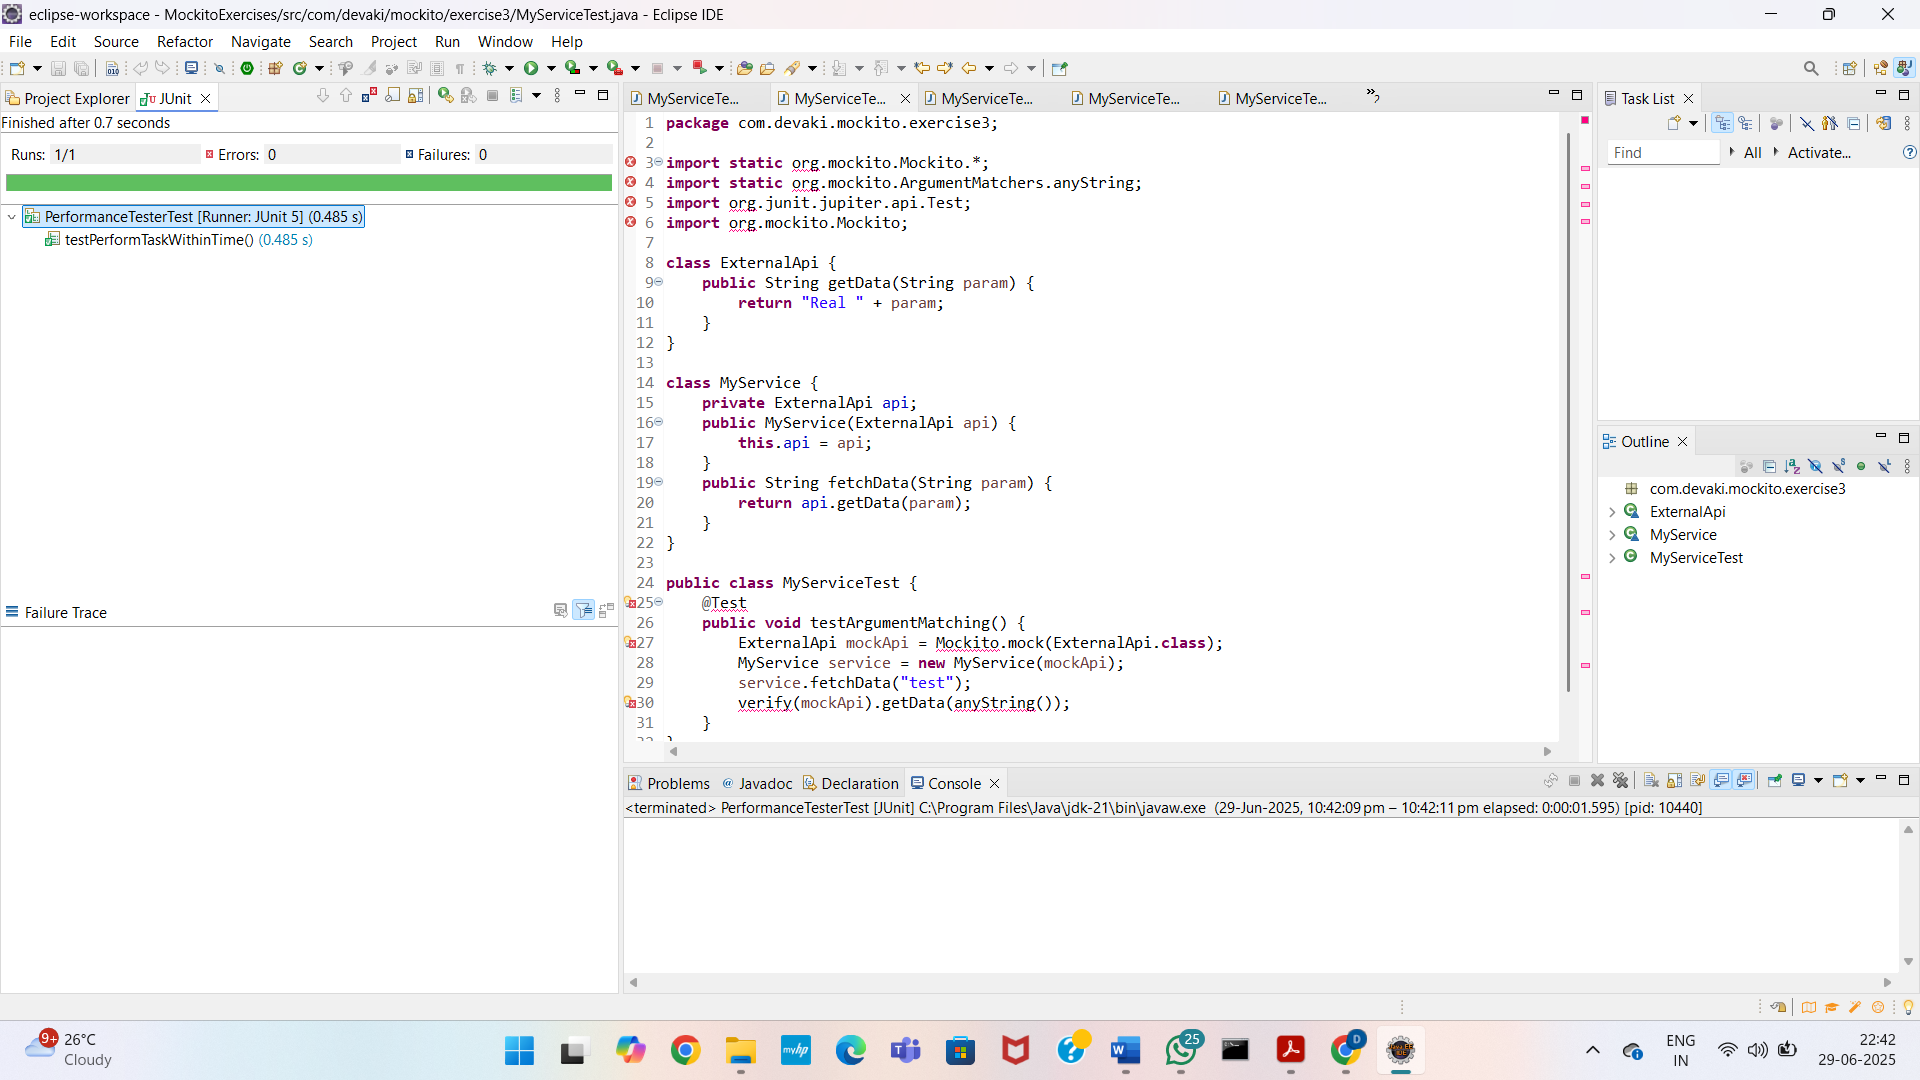 eclipse-workspace - MockitoExercises/src/com/devaki/mockito/exercise3/MyServiceTest.java - Eclipse IDE
File Edit Source Refactor Navigate Search Project Run Window Help
Project Explorer JUnit
Finished after 0.7 seconds
Runs: 1/1 Errors: 0 Failures: 0
PerformanceTesterTest [Runner: JUnit 5] (0.485 s)
testPerformTaskWithinTime() (0.485 s)
Failure Trace
MyServiceTe... MyServiceTe... MyServiceTe... MyServiceTe... MyServiceTe... »2
1 package com.devaki.mockito.exercise3;
2
3 import static org.mockito.Mockito.*;
4 import static org.mockito.ArgumentMatchers.anyString;
5 import org.junit.jupiter.api.Test;
6 import org.mockito.Mockito;
7
8 class ExternalApi {
9 public String getData(String param) {
10 return "Real " + param;
11 }
12 }
13
14 class MyService {
15 private ExternalApi api;
16 public MyService(ExternalApi api) {
17 this.api = api;
18 }
19 public String fetchData(String param) {
20 return api.getData(param);
21 }
22 }
23
24 public class MyServiceTest {
25 @Test
26 public void testArgumentMatching() {
27 ExternalApi mockApi = Mockito.mock(ExternalApi.class);
28 MyService service = new MyService(mockApi);
29 service.fetchData("test");
30 verify(mockApi).getData(anyString());
31 }
Task List
Find All Activate...
Outline
com.devaki.mockito.exercise3
ExternalApi
MyService
MyServiceTest
Problems Javadoc Declaration Console
<terminated> PerformanceTesterTest [JUnit] C:\Program Files\Java\jdk-21\bin\javaw.exe (29-Jun-2025, 10:42:09 pm – 10:42:11 pm elapsed: 0:00:01.595) [pid: 10440]
9+
26°C
Cloudy
myhp
25
D
ENG
IN
22:42
29-06-2025